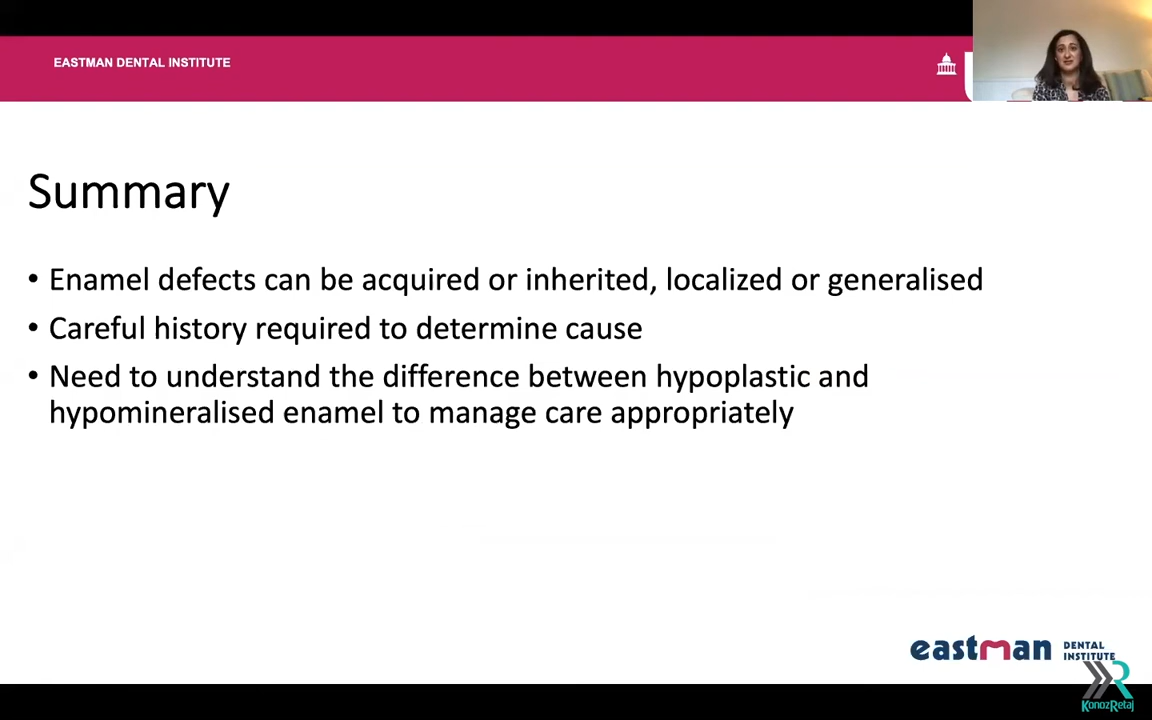 EASTMAN DENTAL INSTITUTE
Summary
• Enamel defects can be acquired or inherited, localized or generalised
• Careful history required to determine cause
• Need to understand the difference between hypoplastic and
hypomineralised enamel to manage care appropriately
eastman DENTAL
INSTITUTE
KonozRetaj